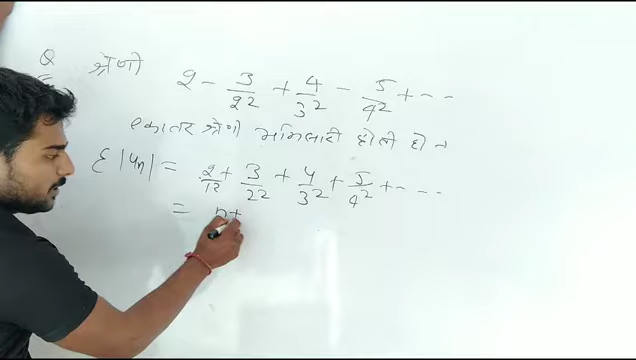 Q श्रेणी 2 - 3/2² + 4/3² - 5/4² + - -
एकान्तर श्रेणी अभिसारी होती है
Σ|un| = 2/1² + 3/2² + 4/3² + 5/4² + - - -
= n+